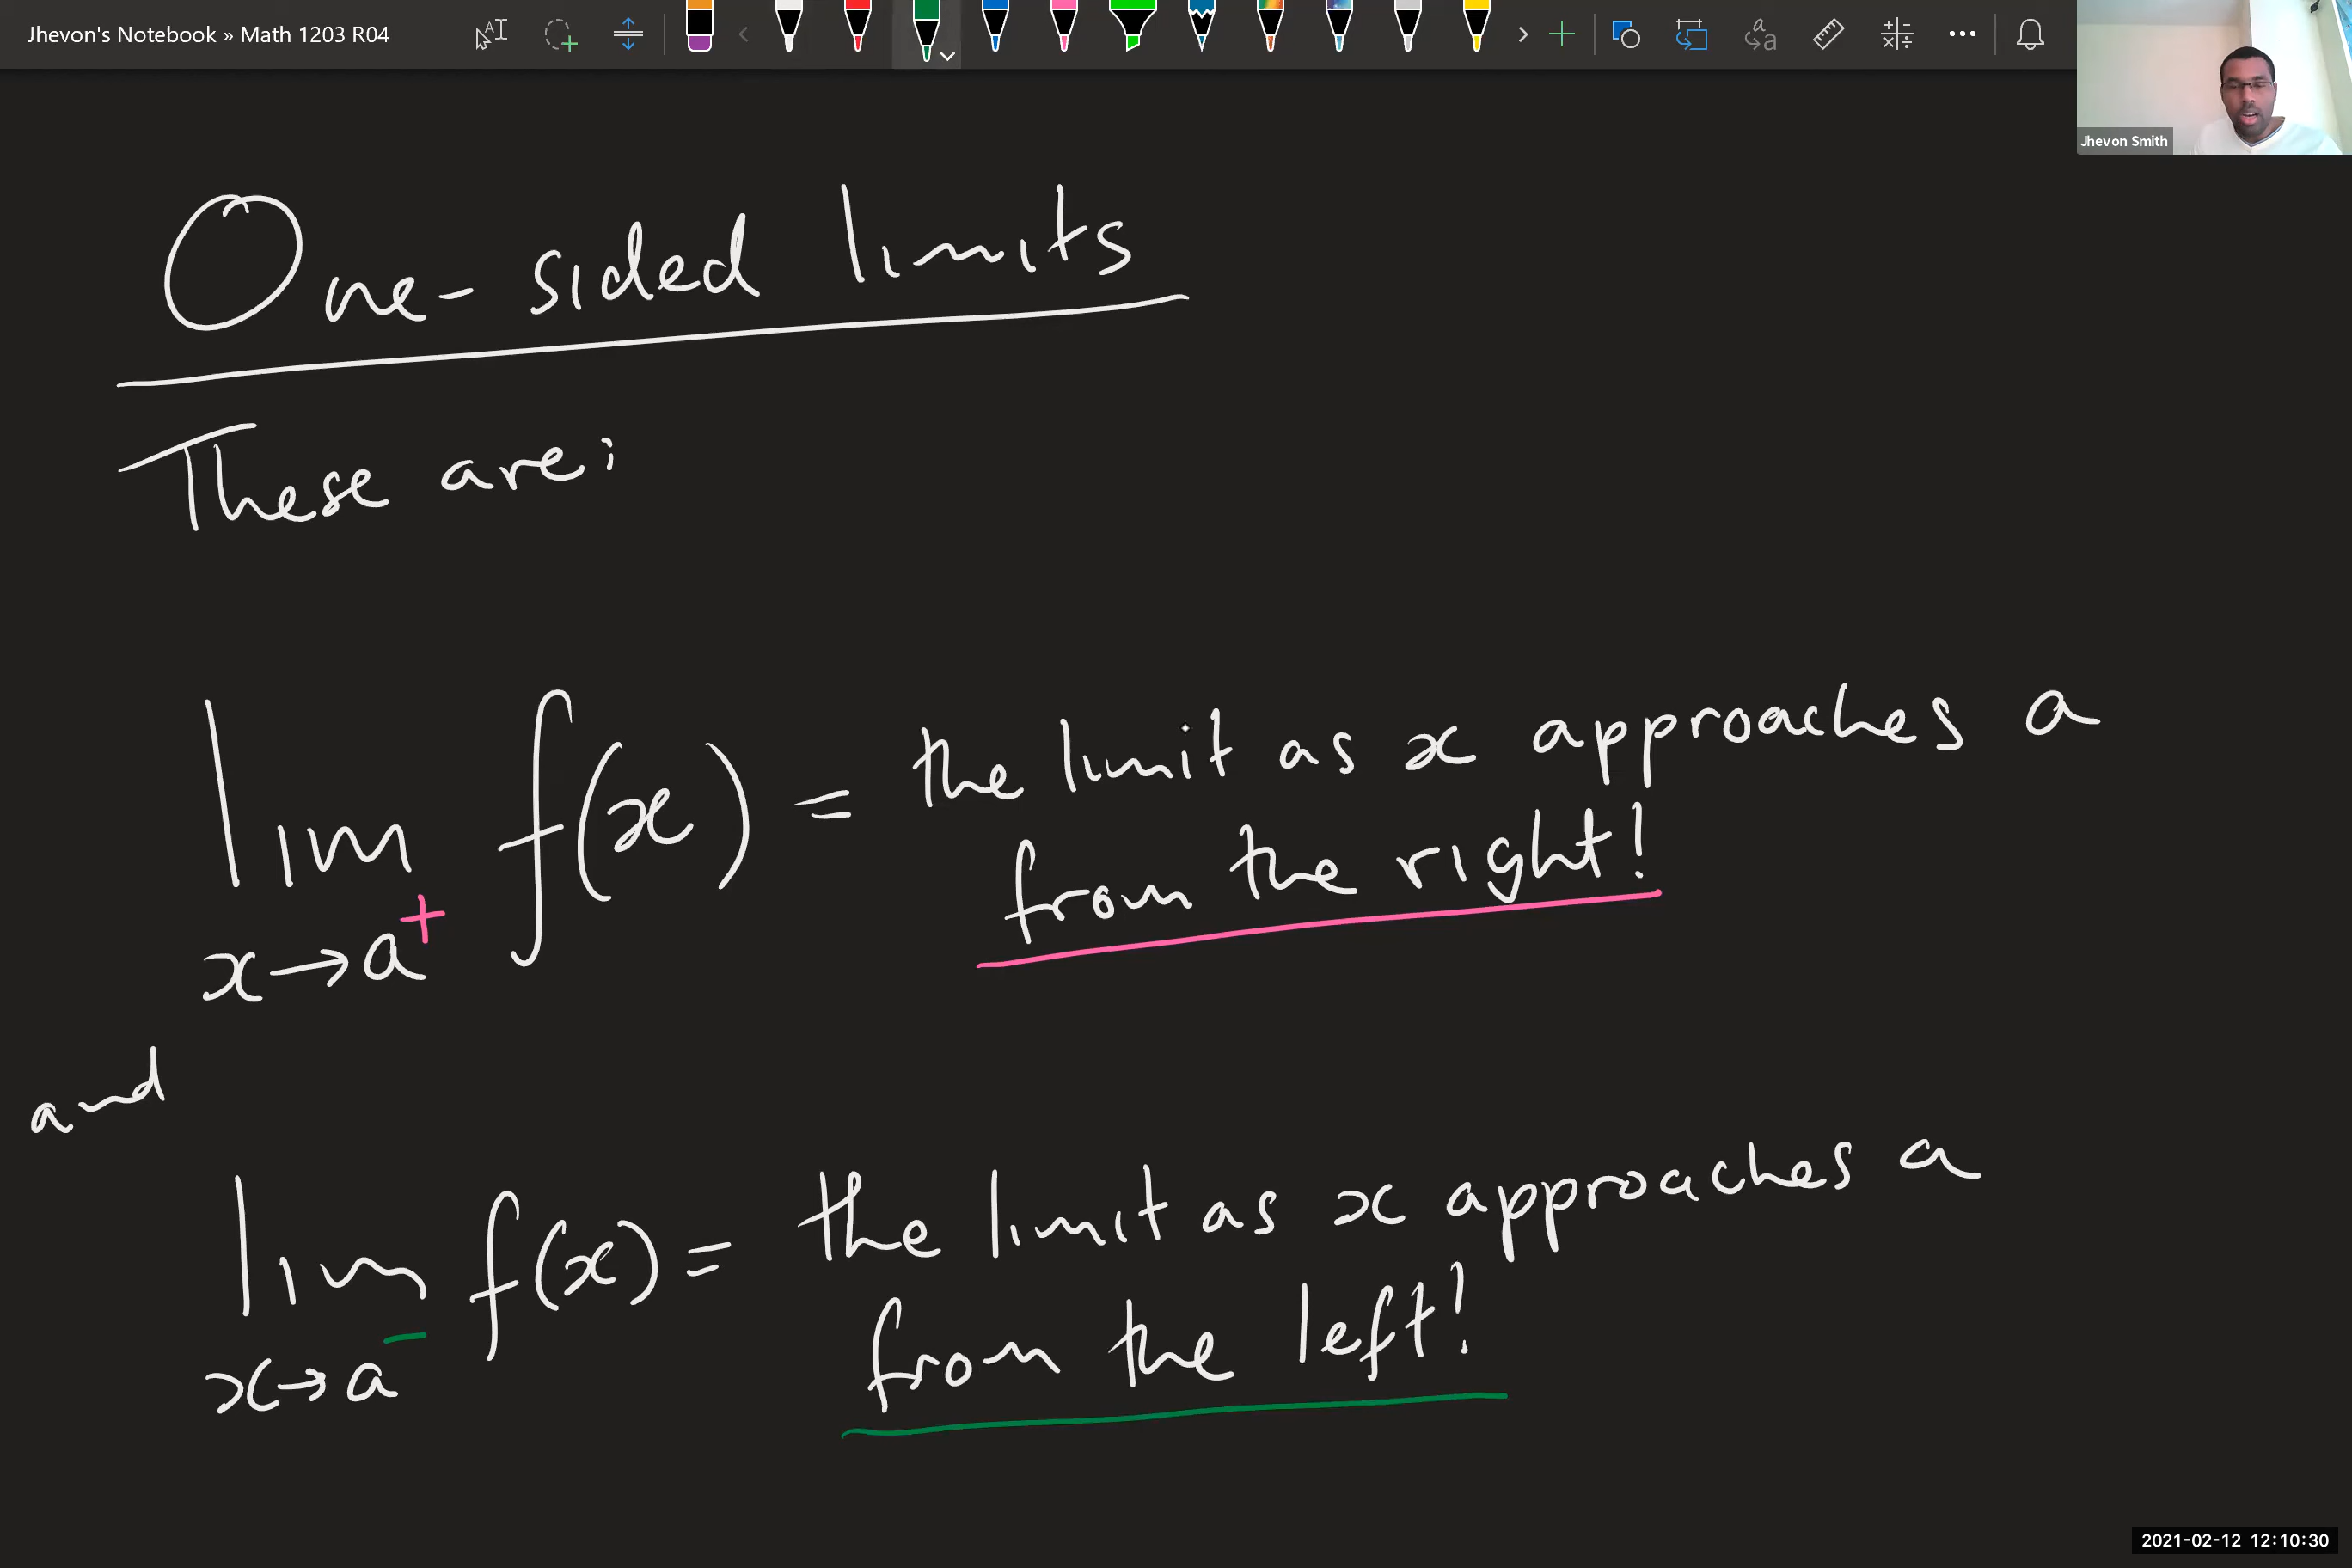 Jhevon's Notebook » Math 1203 R04
Jhevon Smith
One-sided limits
These are:
lim f(x) = the limit as x approaches a
x→a⁺ from the right!
and
lim f(x) = the limit as x approaches a
x→a⁻ from the left!
2021-02-12 12:10:30